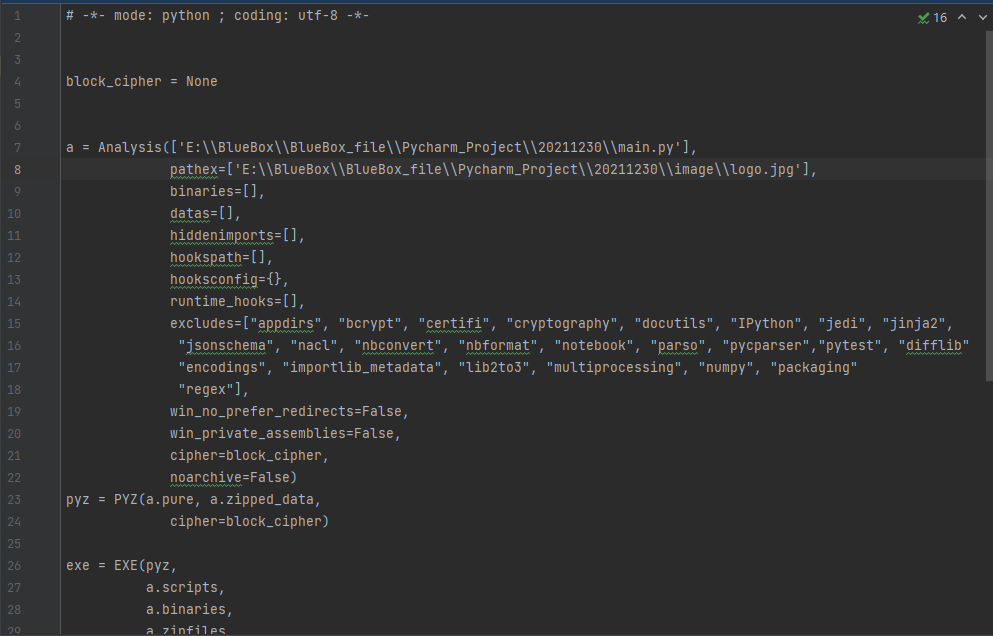 1 # -*- mode: python ; coding: utf-8 -*-
16
2
3
4 block_cipher = None
5
6
7 a = Analysis(['E:\\BlueBox\\BlueBox_file\\Pycharm_Project\\20211230\\main.py'],
8 pathex=['E:\\BlueBox\\BlueBox_file\\Pycharm_Project\\20211230\\image\\logo.jpg'],
9 binaries=[],
10 datas=[],
11 hiddenimports=[],
12 hookspath=[],
13 hooksconfig={},
14 runtime_hooks=[],
15 excludes=["appdirs", "bcrypt", "certifi", "cryptography", "docutils", "IPython", "jedi", "jinja2",
16 "jsonschema", "nacl", "nbconvert", "nbformat", "notebook", "parso", "pycparser","pytest", "difflib"
17 "encodings", "importlib_metadata", "lib2to3", "multiprocessing", "numpy", "packaging"
18 "regex"],
19 win_no_prefer_redirects=False,
20 win_private_assemblies=False,
21 cipher=block_cipher,
22 noarchive=False)
23 pyz = PYZ(a.pure, a.zipped_data,
24 cipher=block_cipher)
25
26 exe = EXE(pyz,
27 a.scripts,
28 a.binaries,
29 a.zipfiles